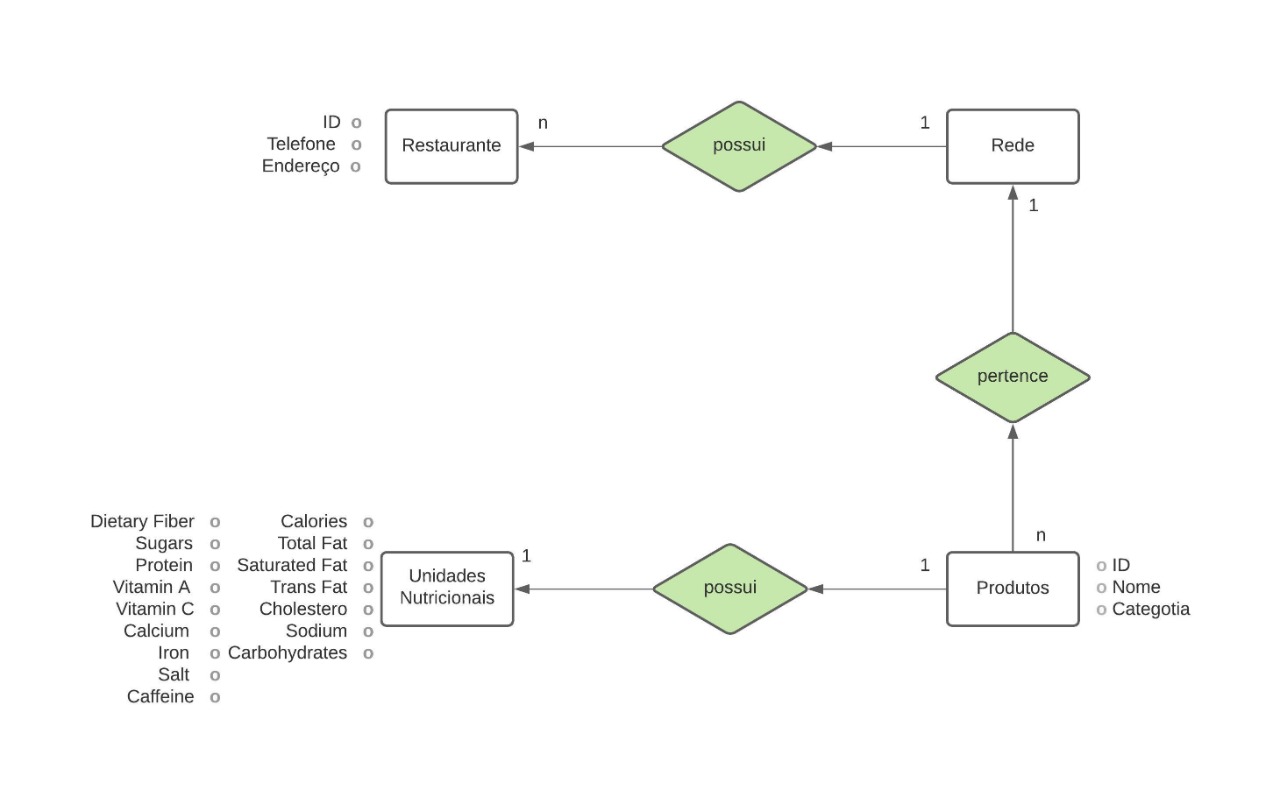 ID o
Telefone o
Endereço o
Restaurante
n
possui
1
Rede
1
pertence
n
Dietary Fiber o
Sugars o
Protein o
Vitamin A o
Vitamin C o
Calcium o
Iron o
Salt o
Caffeine o
Calories o
Total Fat o
Saturated Fat o
Trans Fat o
Cholestero o
Sodium o
Carbohydrates o
Unidades
Nutricionais
1
possui
1
Produtos
o ID
o Nome
o Categotia